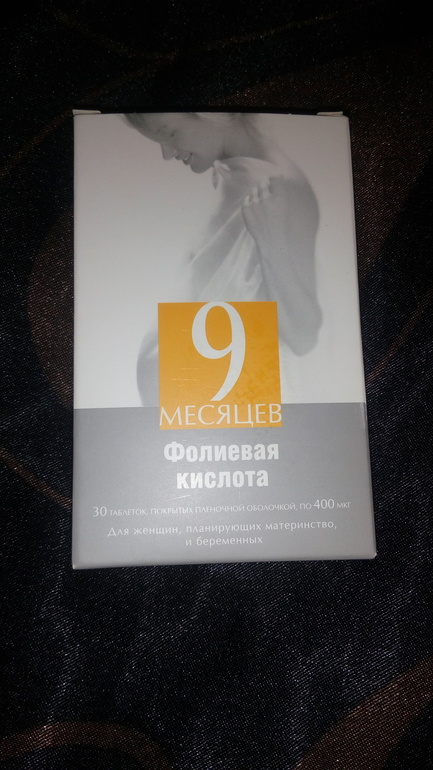 9
МЕСЯЦЕВ
Фолиевая
кислота
30 ТАБЛЕТОК, ПОКРЫТЫХ ПЛЕНОЧНОЙ ОБОЛОЧКОЙ, ПО 400 МКГ
Для женщин, планирующих материнство,
и беременных